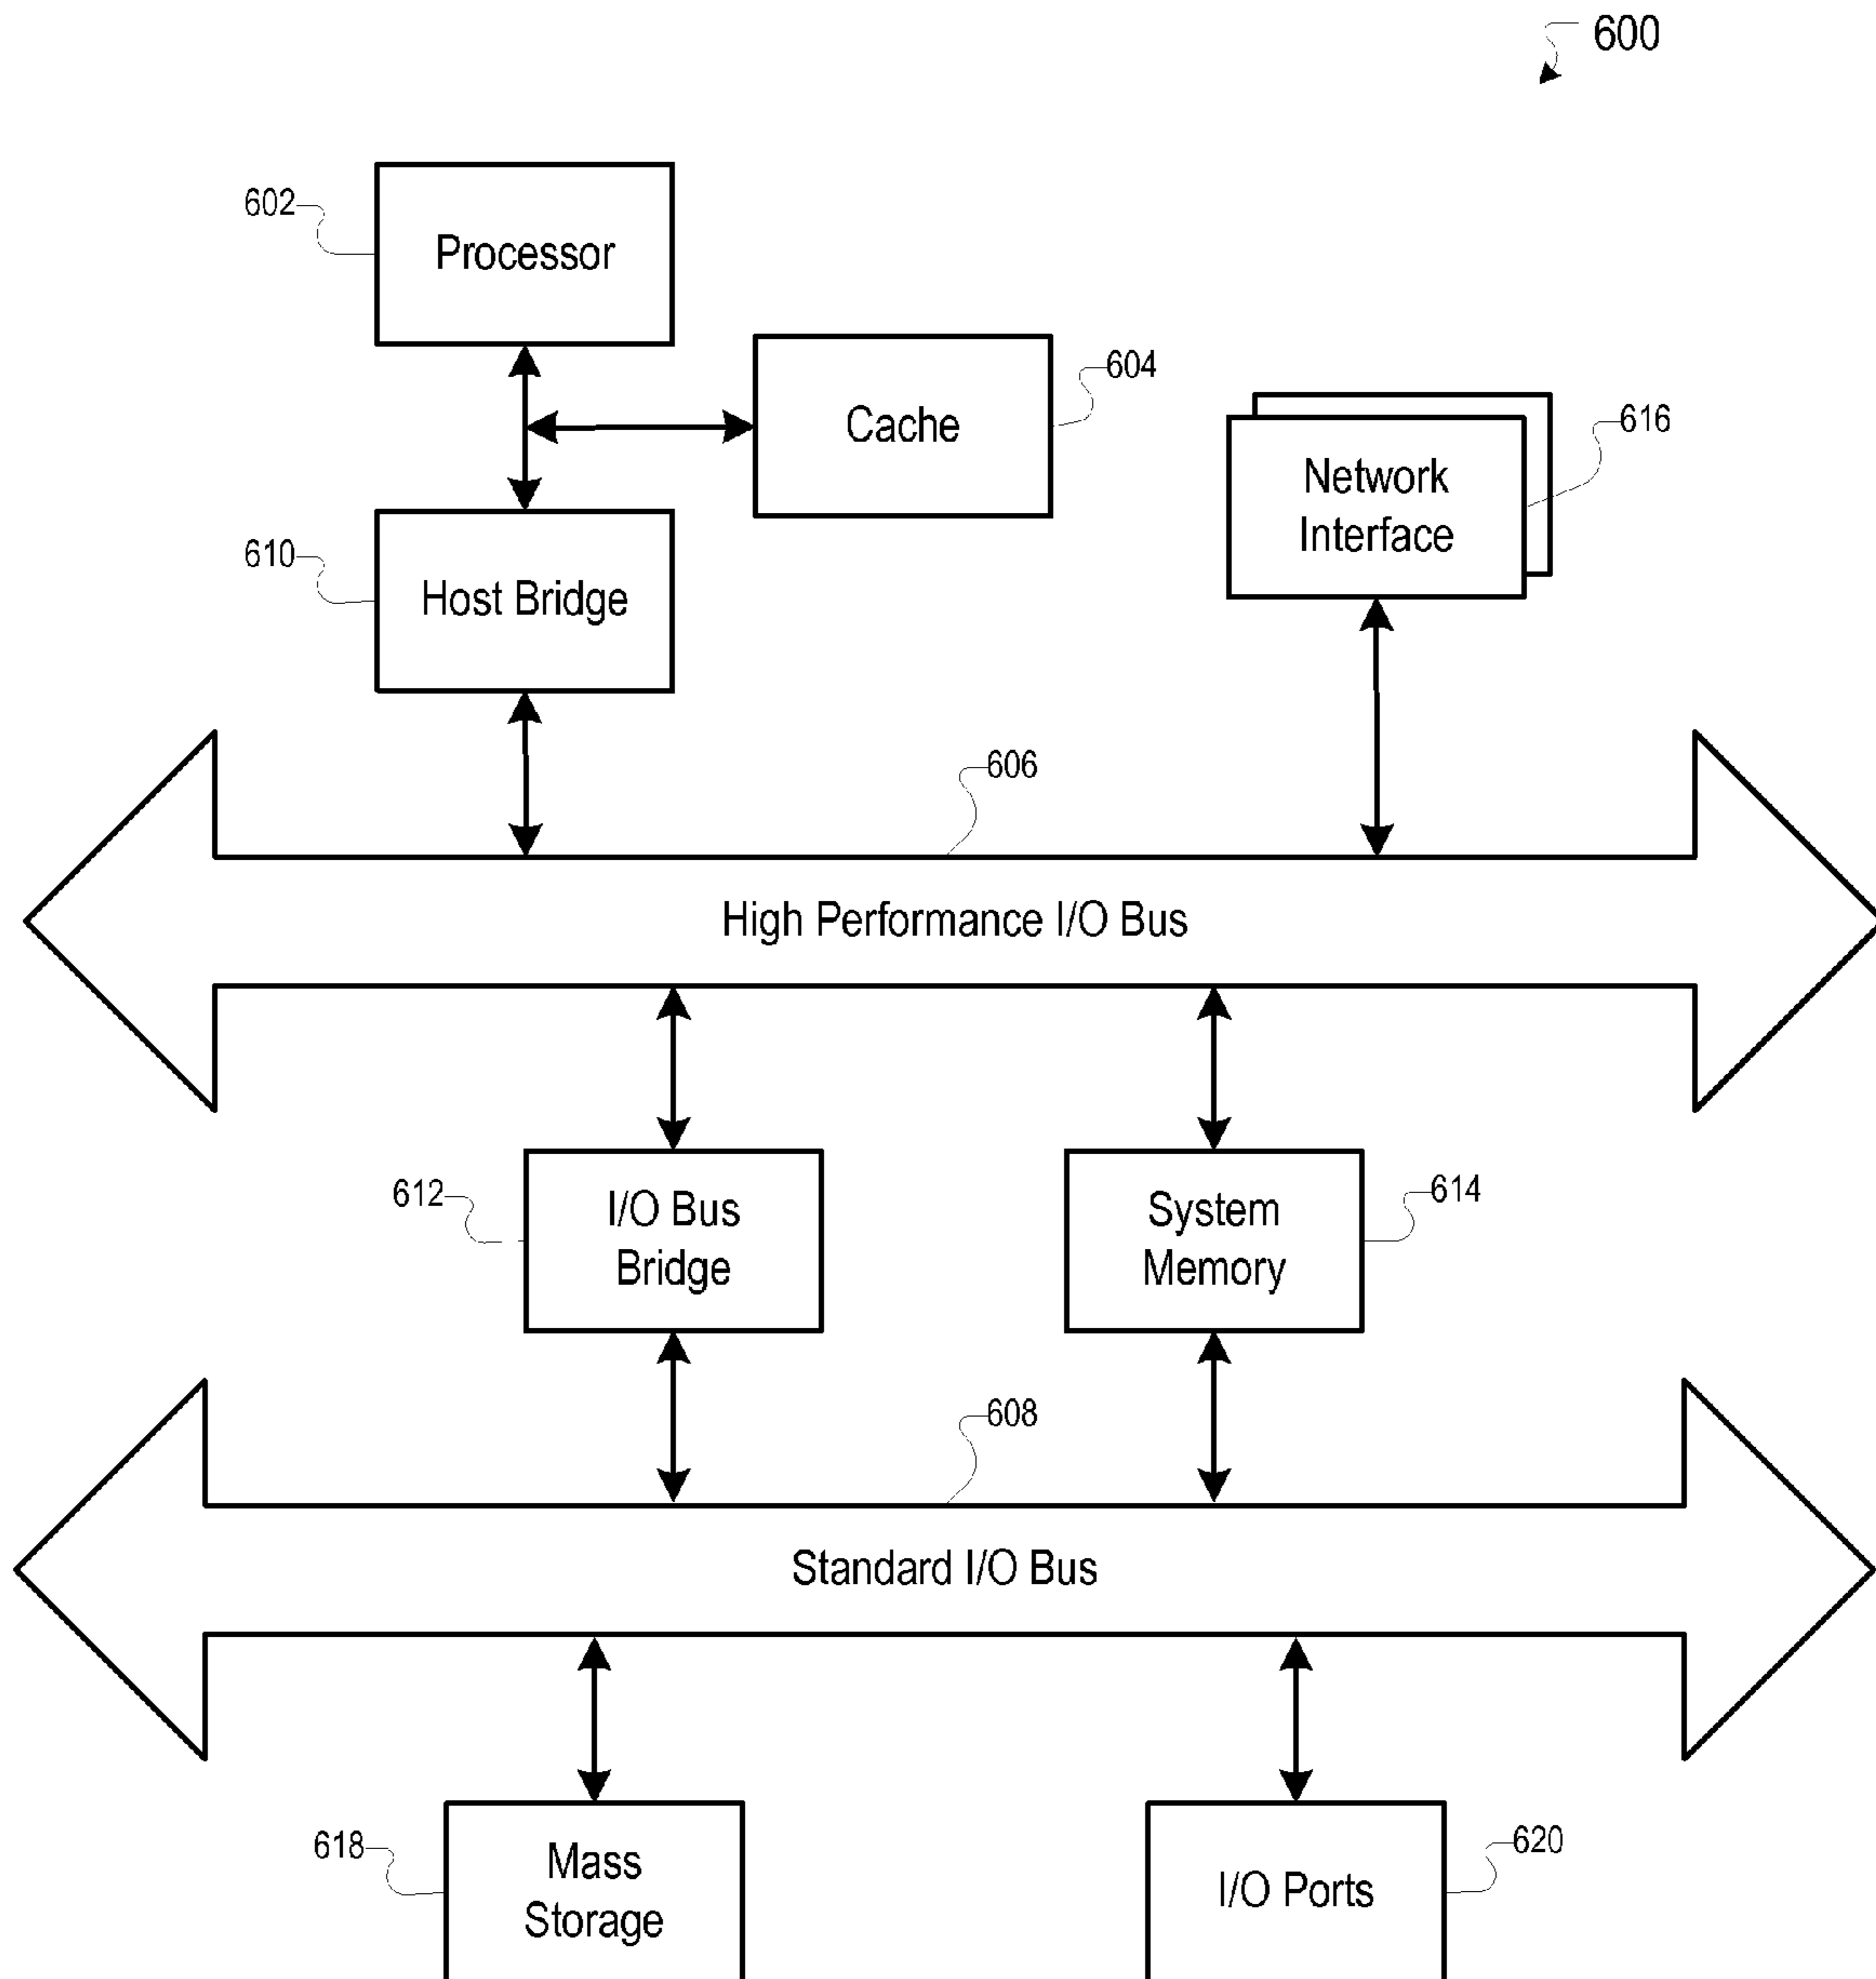 600
602
Processor
604
Cache
616
Network
Interface
610
Host Bridge
606
High Performance I/O Bus
612
I/O Bus
Bridge
System
Memory
614
608
Standard I/O Bus
618
Mass
Storage
I/O Ports
620